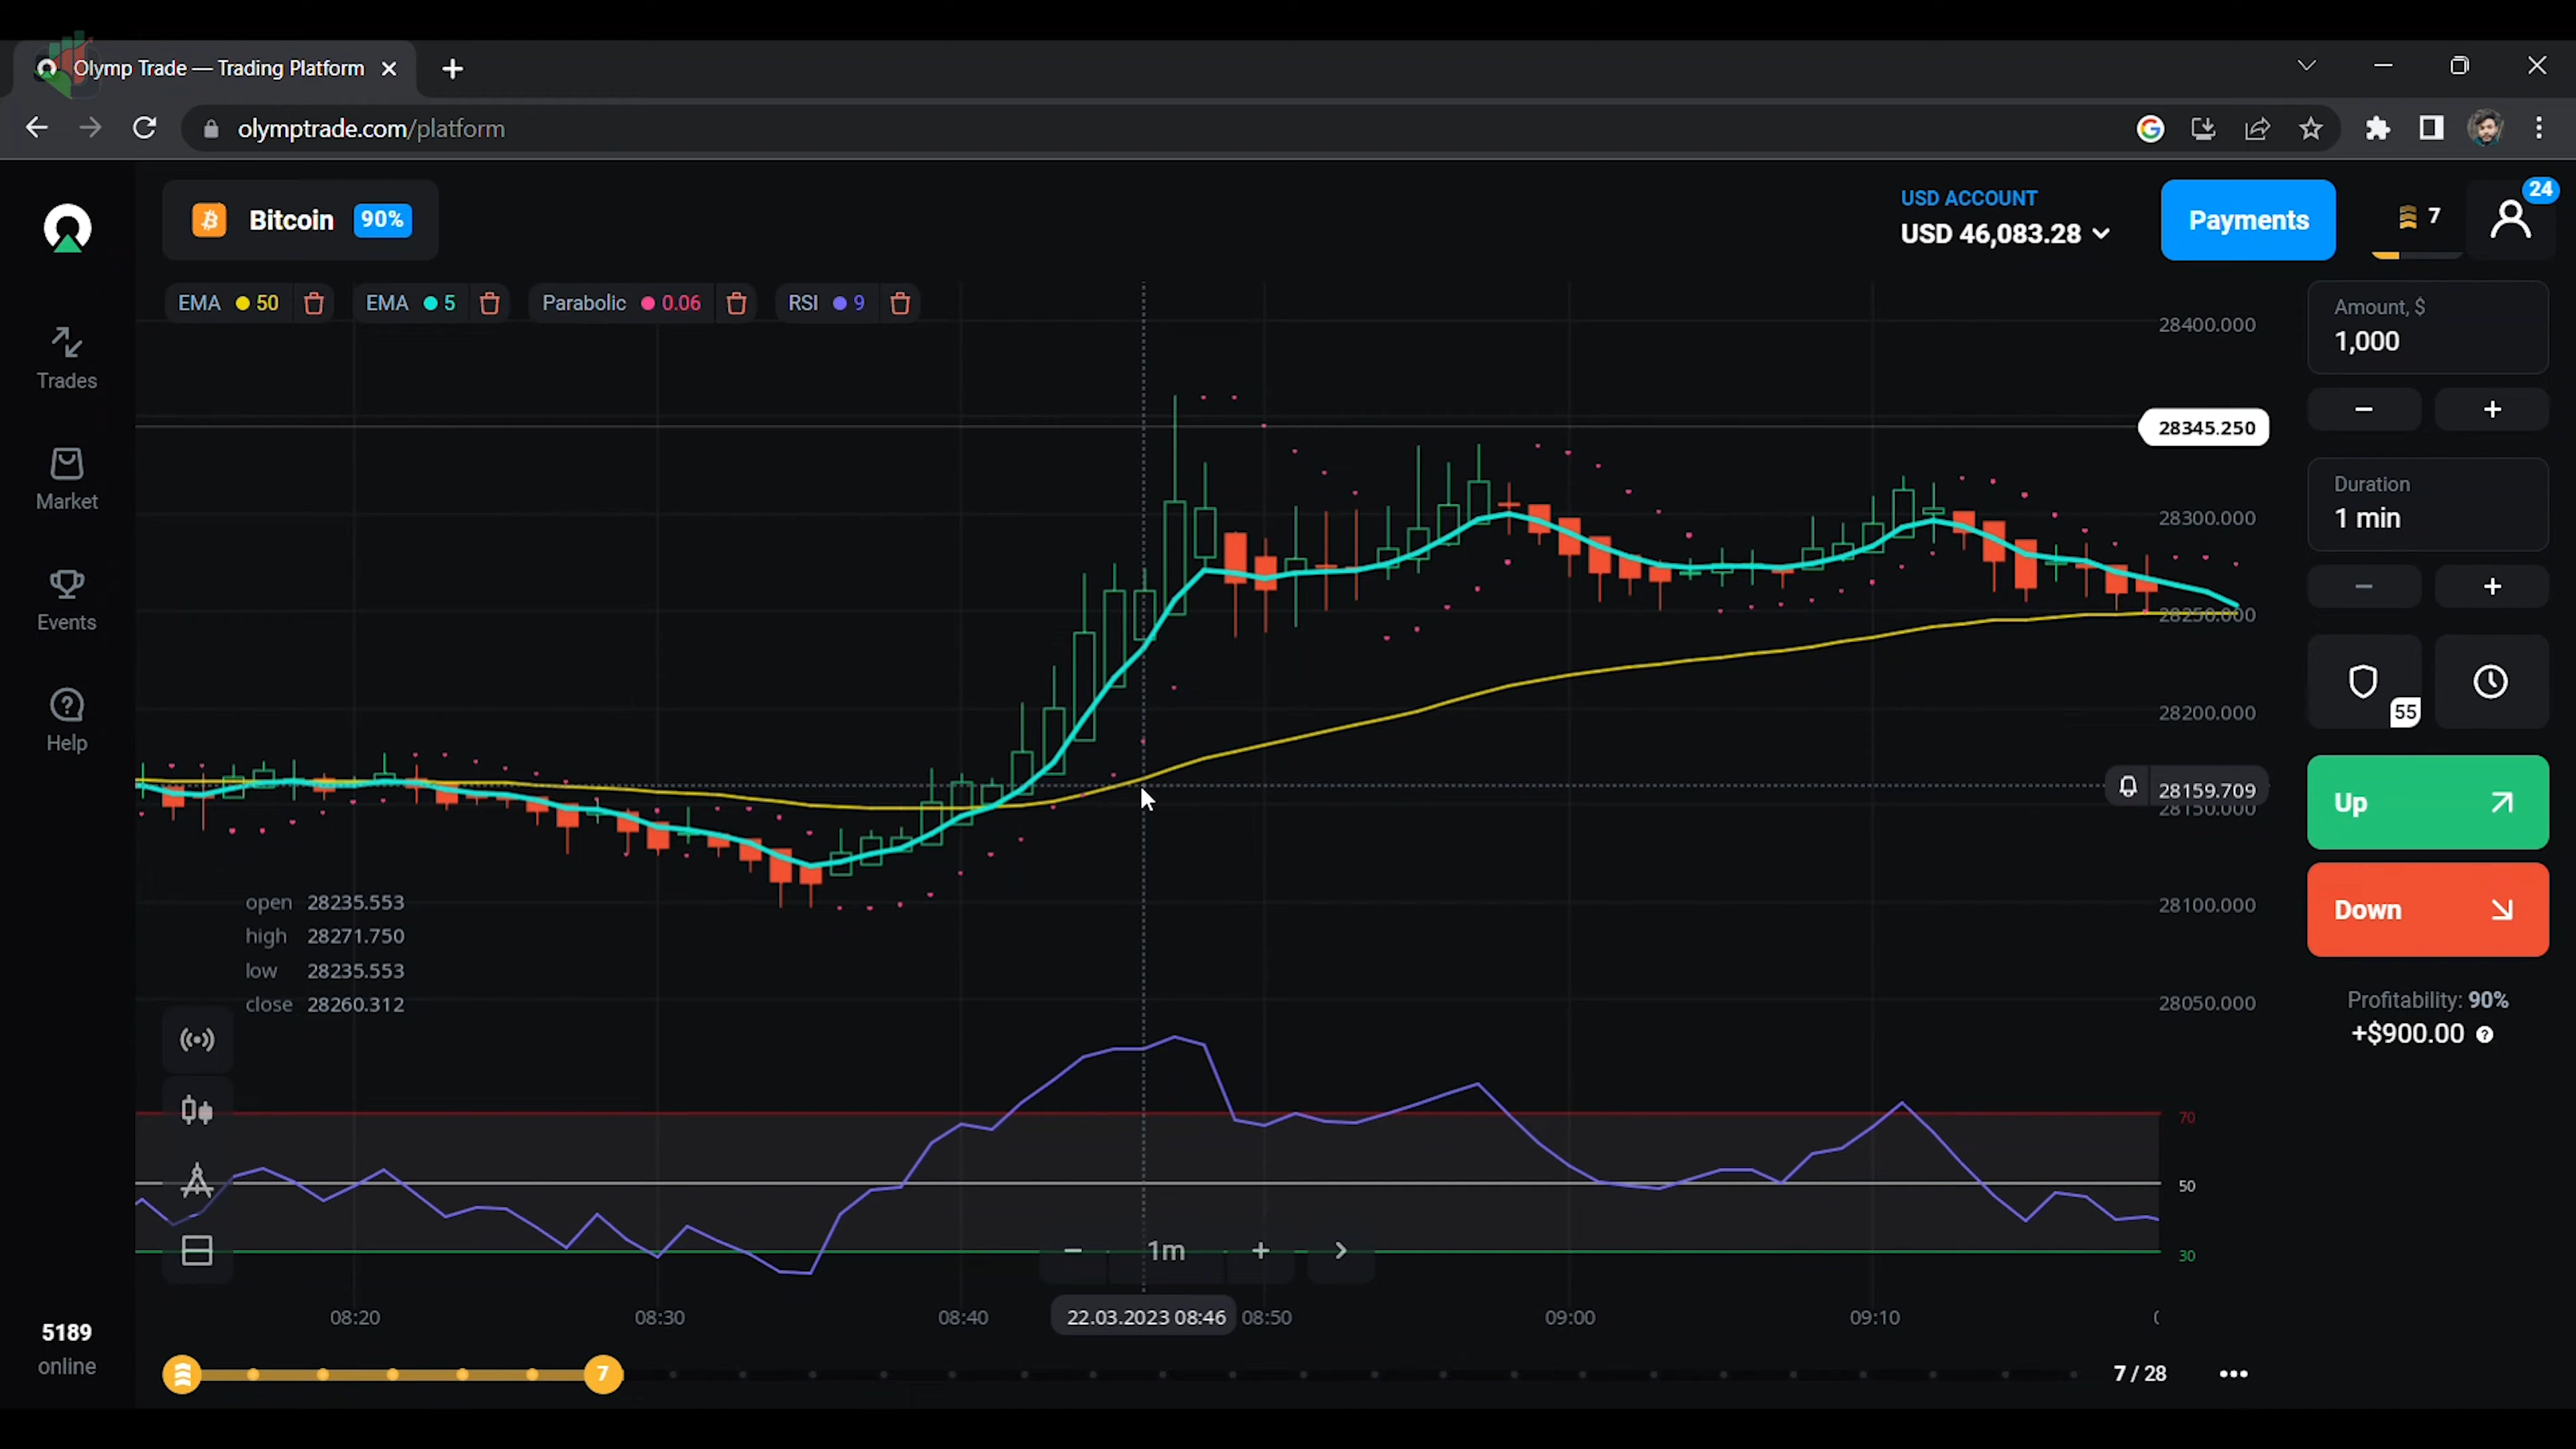 Olymp Trade — Trading Platform
olymptrade.com/platform
Bitcoin 90%
USD ACCOUNT
USD 46,083.28
Payments
7
24
EMA 50
EMA 5
Parabolic 0.06
RSI 9
Trades
Market
Events
Help
28400.000
28345.250
28300.000
28250.000
28200.000
28159.709
28150.000
28100.000
28050.000
open 28235.553
high 28271.750
low 28235.553
close 28260.312
Amount, $
1,000
Duration
1 min
55
Up
Down
Profitability: 90%
+$900.00
70
50
30
1m
08:20
08:30
08:40
22.03.2023 08:46
08:50
09:00
09:10
5189
online
7
7 / 28